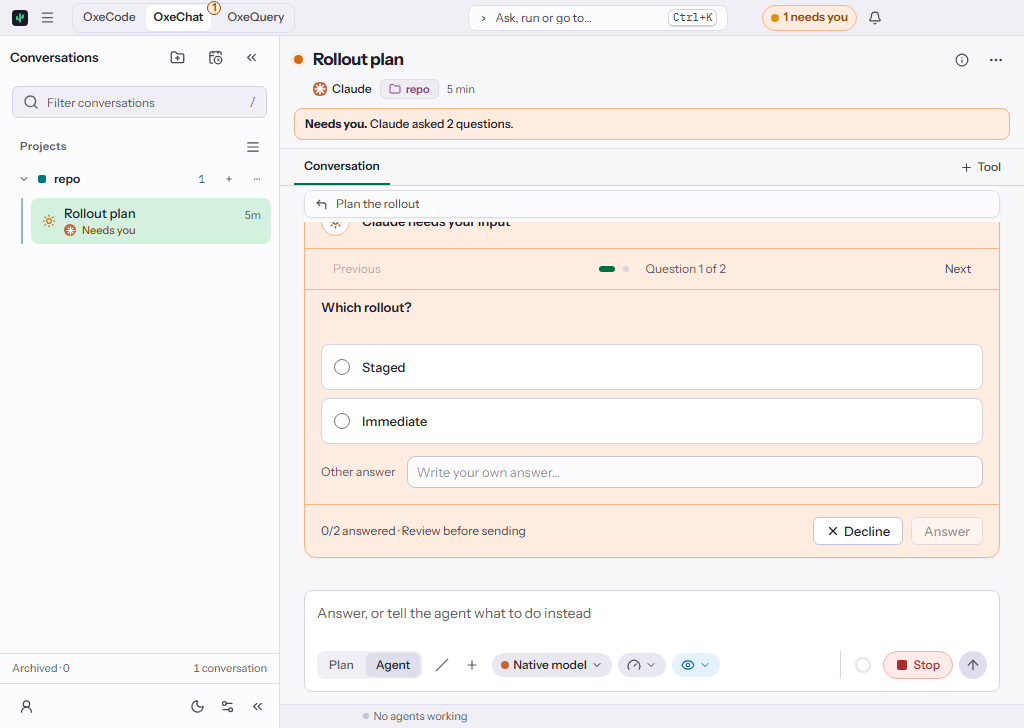 OxeCode OxeChat 1 OxeQuery
› Ask, run or go to... Ctrl+K
1 needs you
Conversations
Filter conversations /
Projects
repo 1 + ...
Rollout plan 5m
Needs you
Archived · 0 1 conversation
Rollout plan
Claude repo 5 min
Needs you. Claude asked 2 questions.
Conversation + Tool
Plan the rollout
Claude needs your input
Previous Question 1 of 2 Next
Which rollout?
Staged
Immediate
Other answer Write your own answer...
0/2 answered · Review before sending Decline Answer
Answer, or tell the agent what to do instead
Plan Agent Native model Stop
No agents working